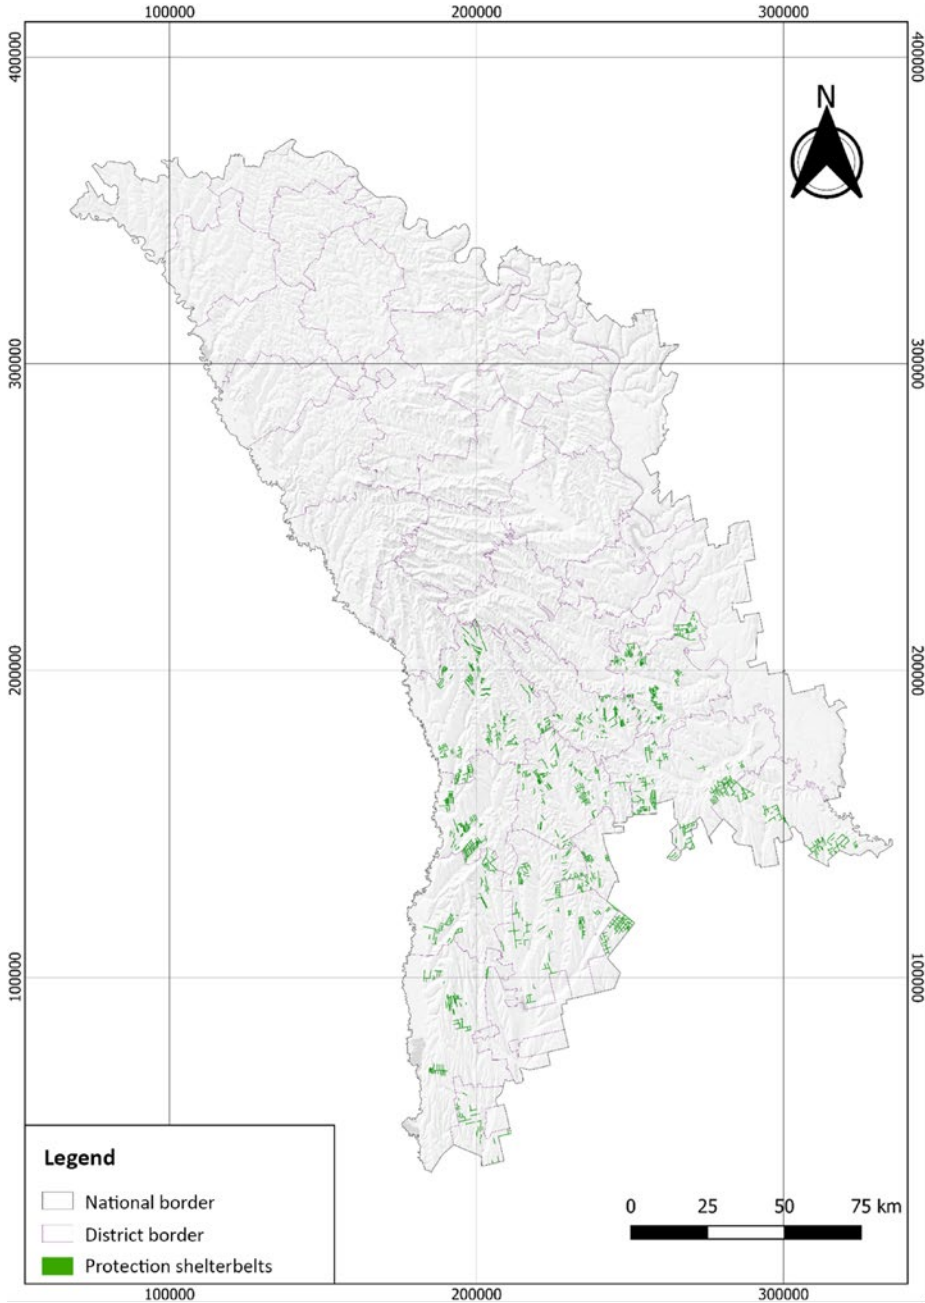 100000 200000 300000
400000 400000
N
300000 300000
200000 200000
100000 100000
Legend
National border
District border
Protection shelterbelts
0 25 50 75 km
100000 200000 300000